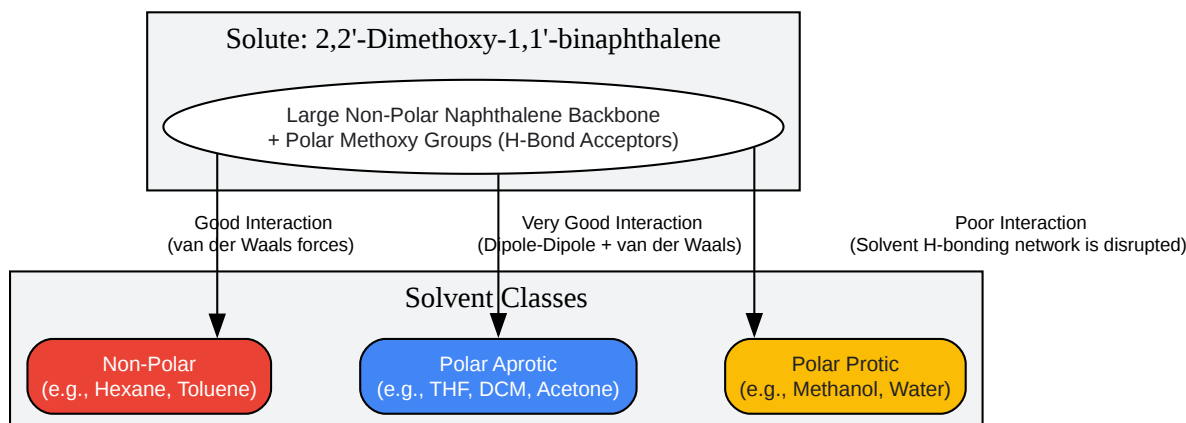 Solute: 2,2'-Dimethoxy-1,1'-binaphthalene
Large Non-Polar Naphthalene Backbone
+ Polar Methoxy Groups (H-Bond Acceptors)
Good Interaction
(van der Waals forces)
Very Good Interaction
(Dipole-Dipole + van der Waals)
Poor Interaction
(Solvent H-bonding network is disrupted)
Solvent Classes
Non-Polar
(e.g., Hexane, Toluene)
Polar Aprotic
(e.g., THF, DCM, Acetone)
Polar Protic
(e.g., Methanol, Water)